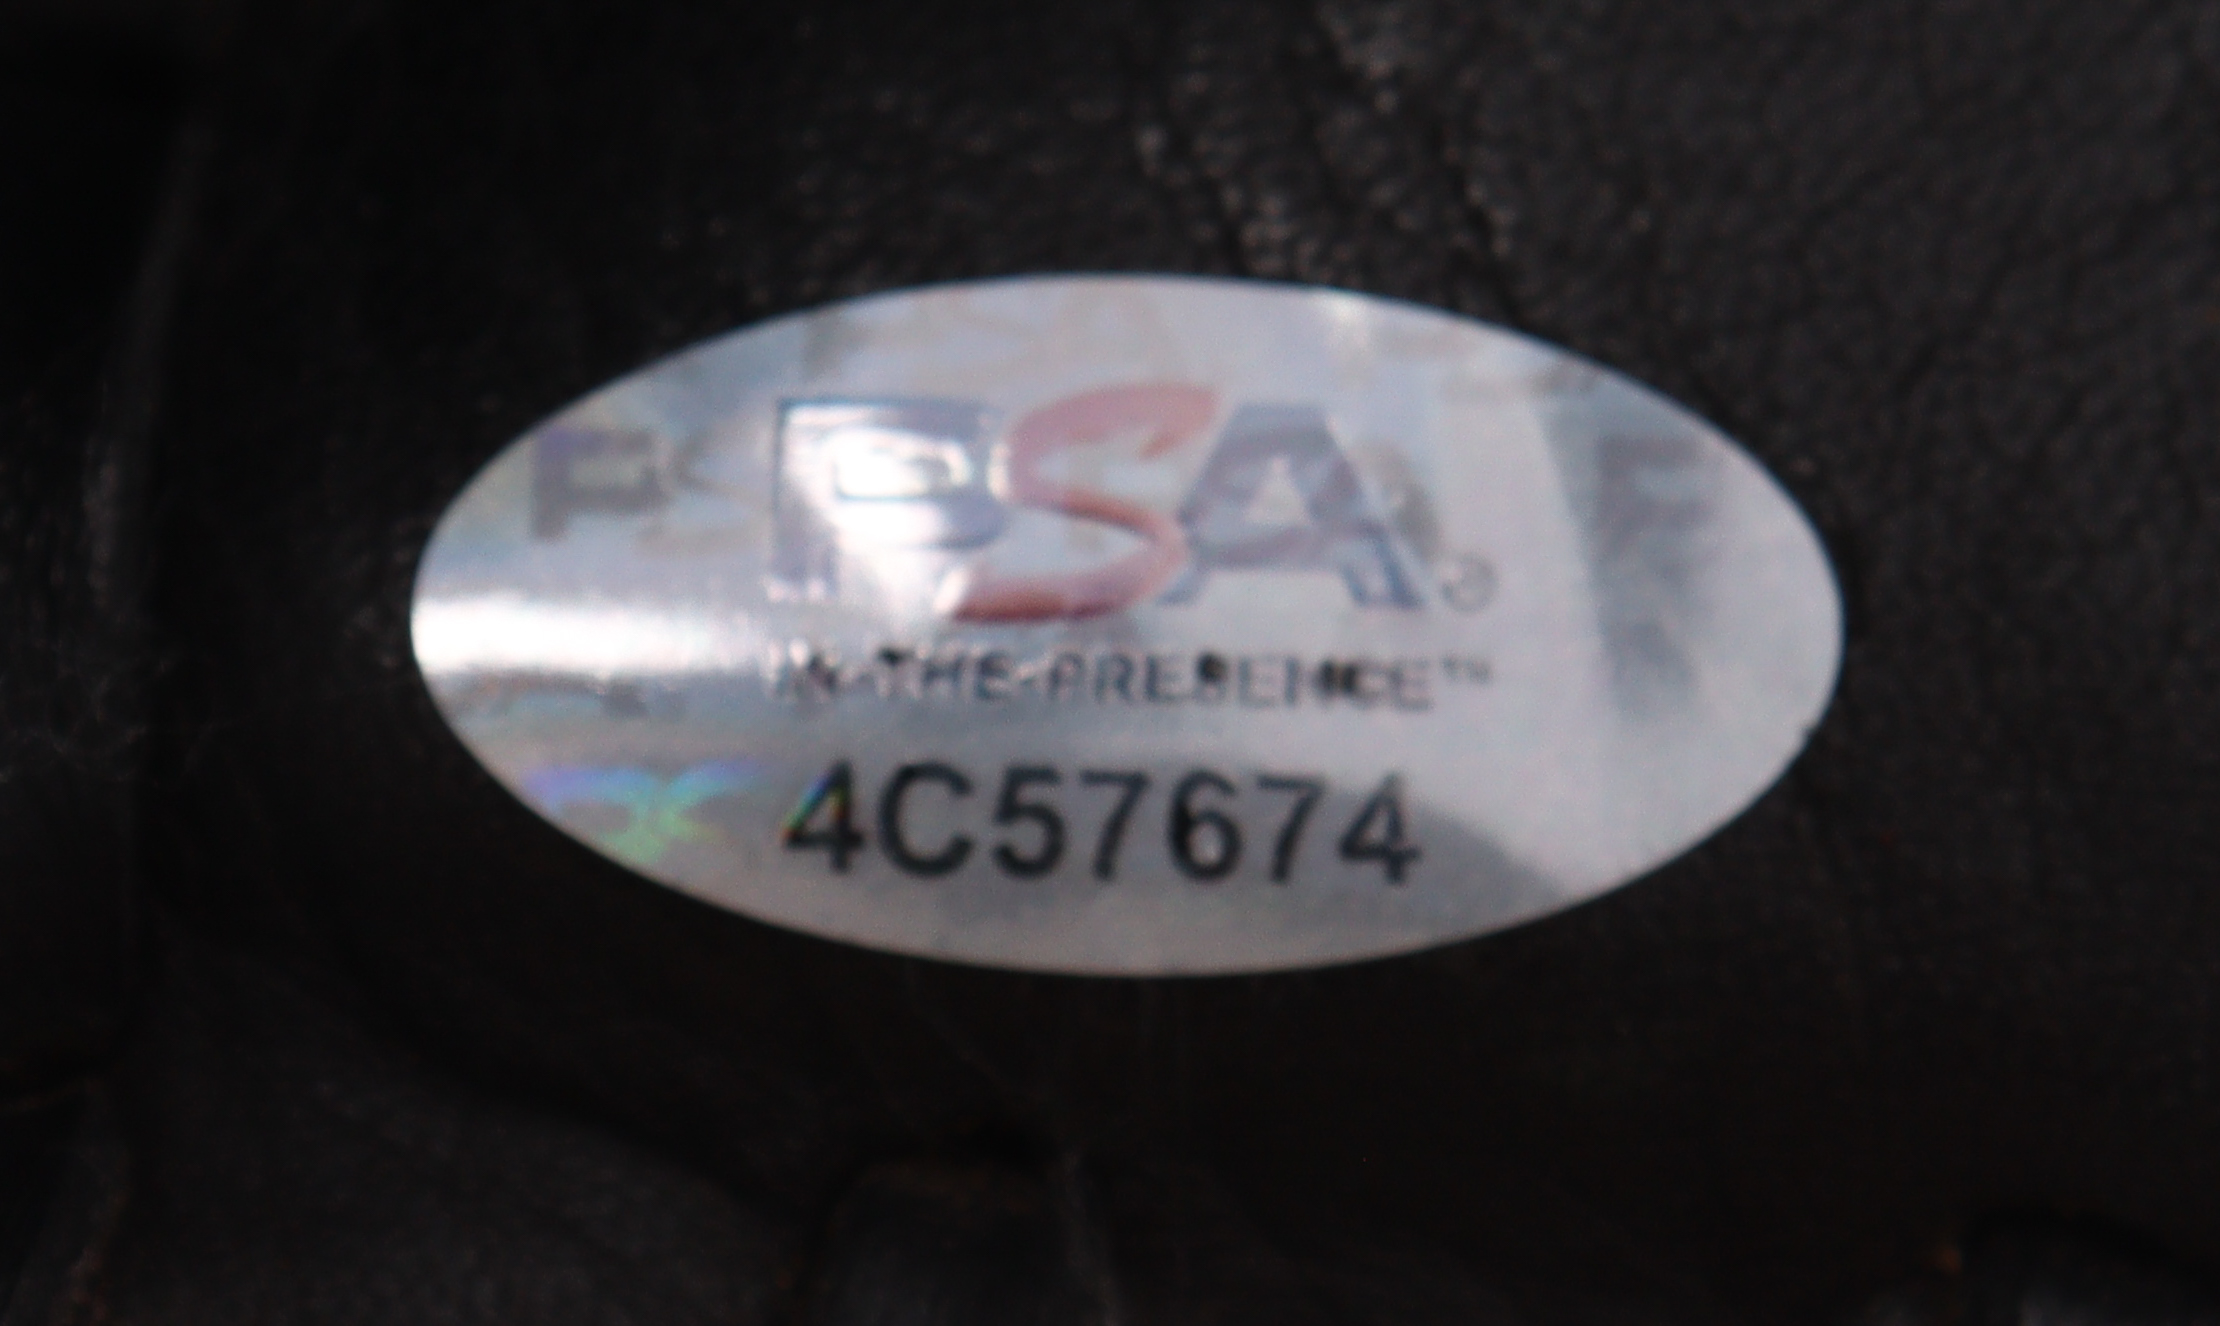 PSA®
IN-THE-PRESENCE™
4C57674